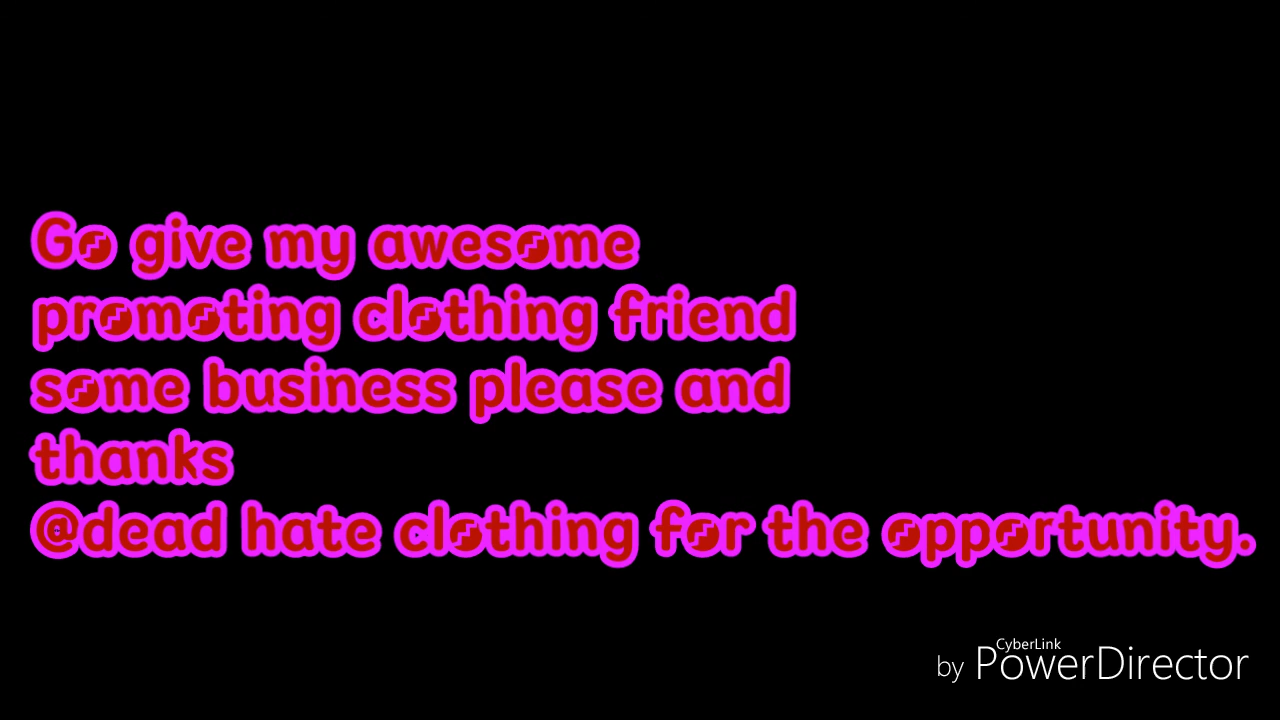 Go give my awesome
promoting clothing friend
some business please and
thanks
@dead hate clothing for the opportunity.
CyberLink
by PowerDirector